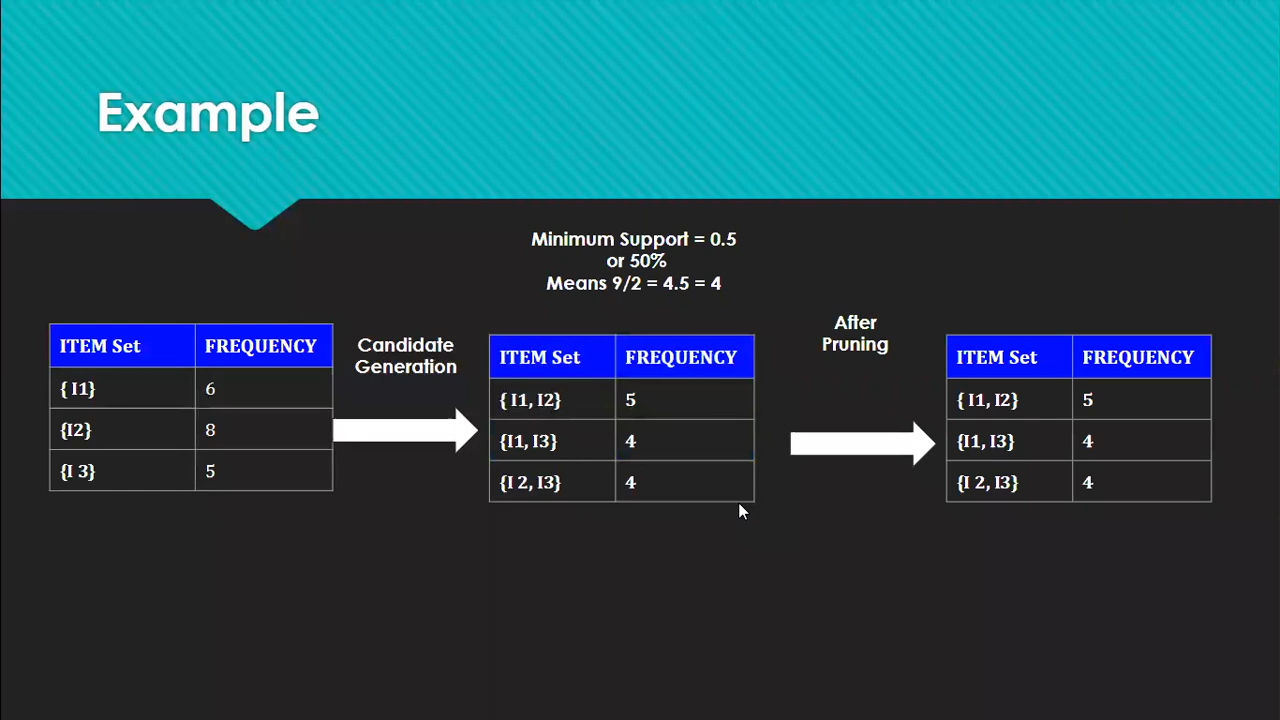 Example
Minimum Support = 0.5
or 50%
Means 9/2 = 4.5 = 4
ITEM Set FREQUENCY
{ I1} 6
{I2} 8
{I 3} 5
Candidate
Generation
ITEM Set FREQUENCY
{ I1, I2} 5
{I1, I3} 4
{I 2, I3} 4
After
Pruning
ITEM Set FREQUENCY
{ I1, I2} 5
{I1, I3} 4
{I 2, I3} 4